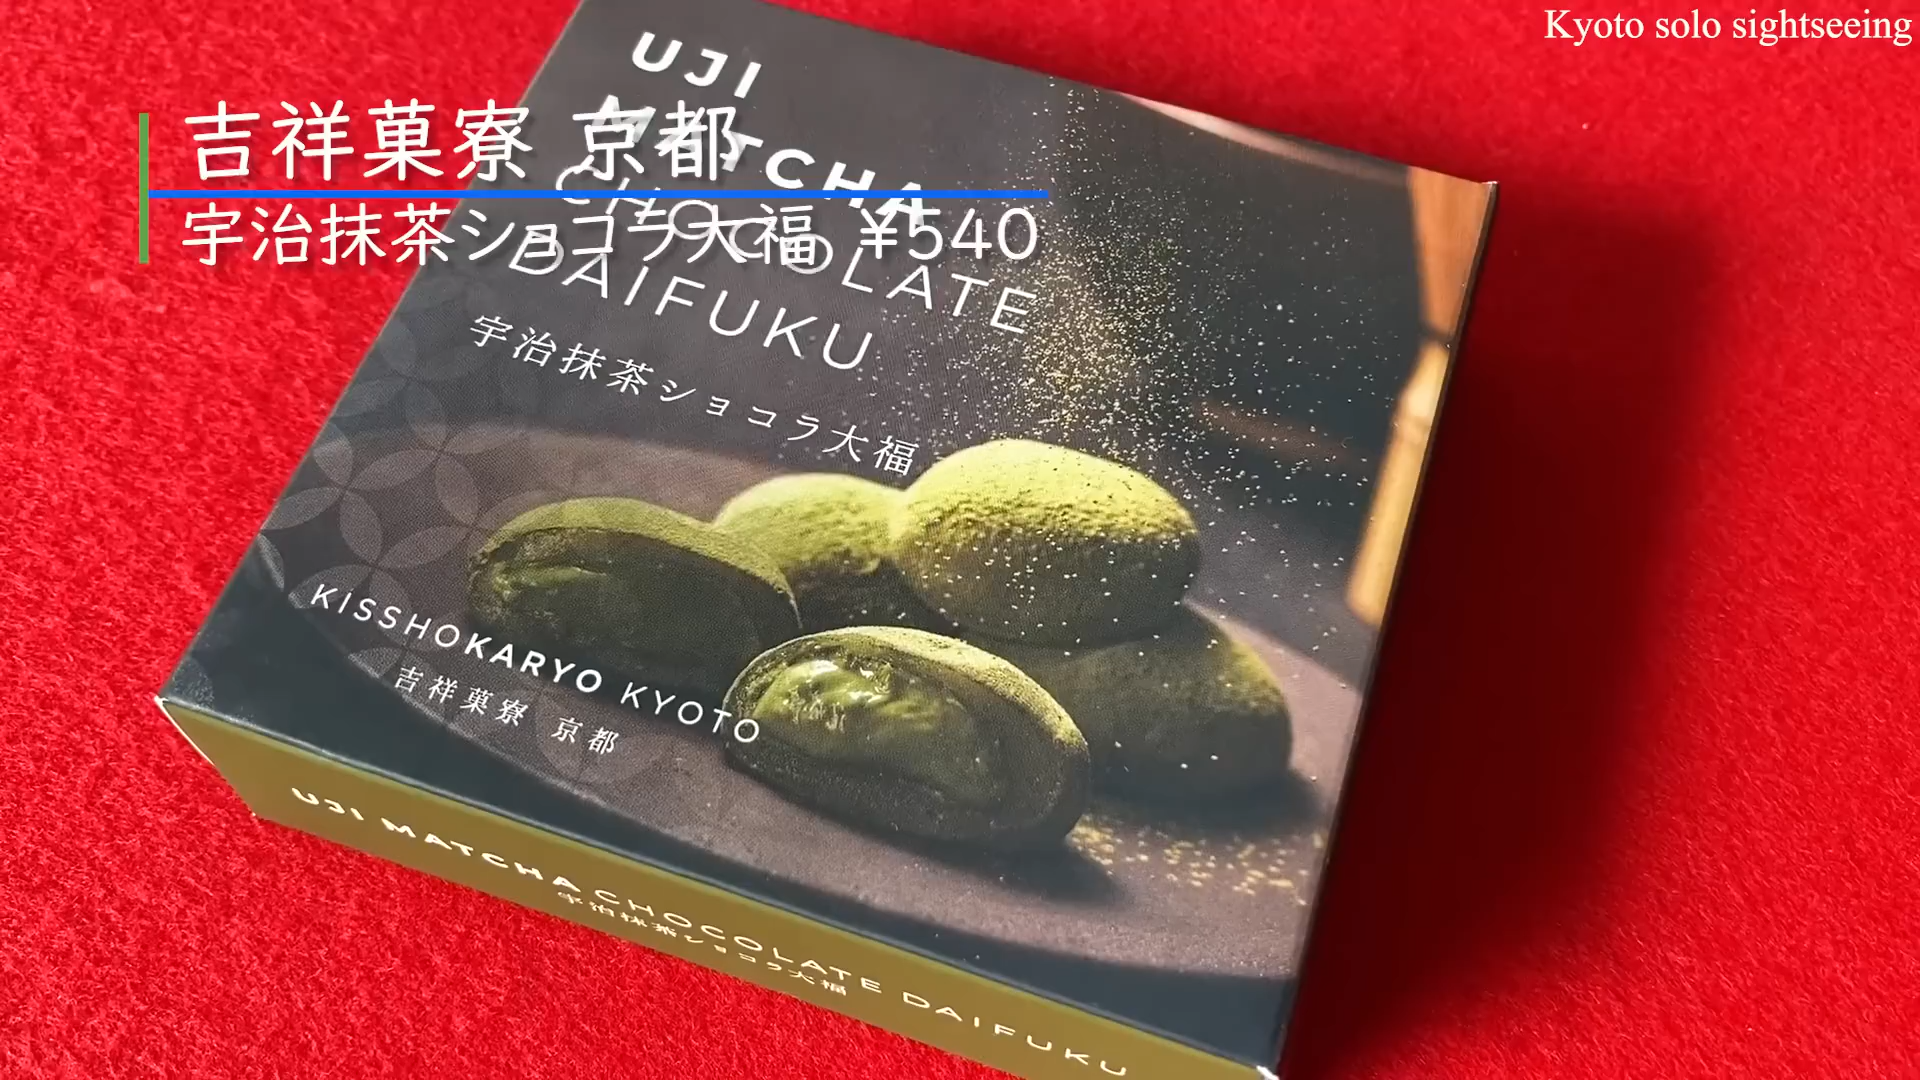 Kyoto solo sightseeing
吉祥菓寮 京都
宇治抹茶ショコラ大福 ¥540
UJI
MATCHA
CHOCOLATE
DAIFUKU
宇治抹茶ショコラ大福
KISSHOKARYO KYOTO
吉祥菓寮 京都
UJI MATCHA CHOCOLATE DAIFUKU
宇治抹茶ショコラ大福